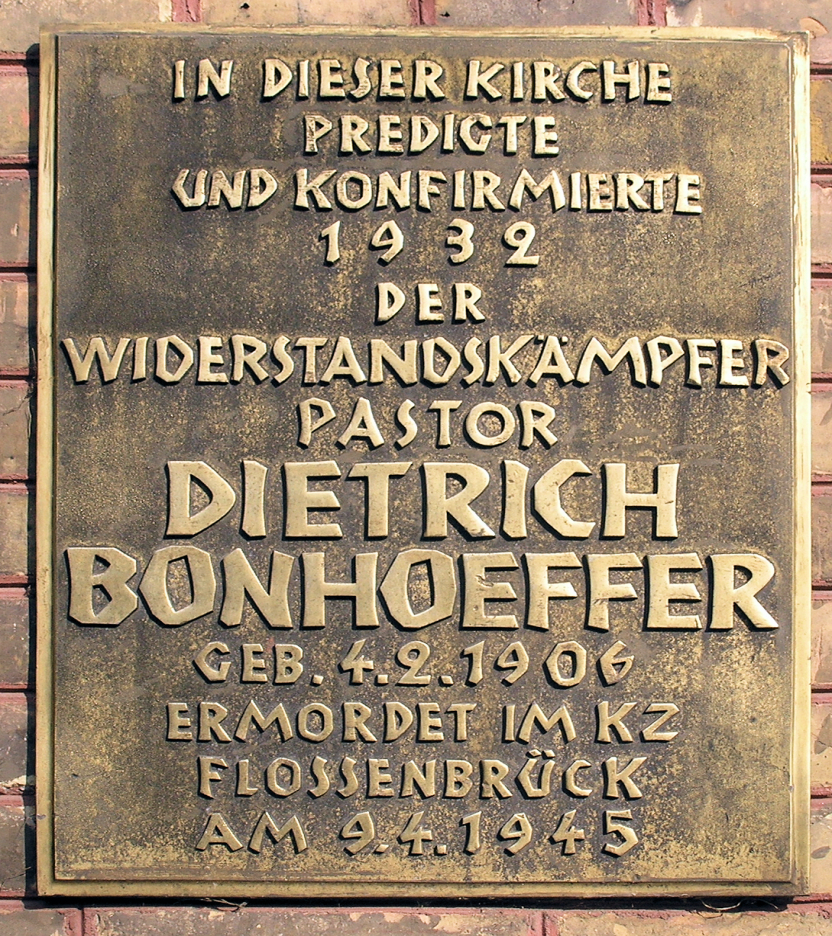 IN DIESER KIRCHE
PREDIGTE
UND KONFIRMIERTE
1932
DER
WIDERSTANDSKÄMPFER
PASTOR
DIETRICH
BONHOEFFER
GEB. 4.2.1906
ERMORDET IM KZ
FLOSSENBRÜCK
AM 9.4.1945